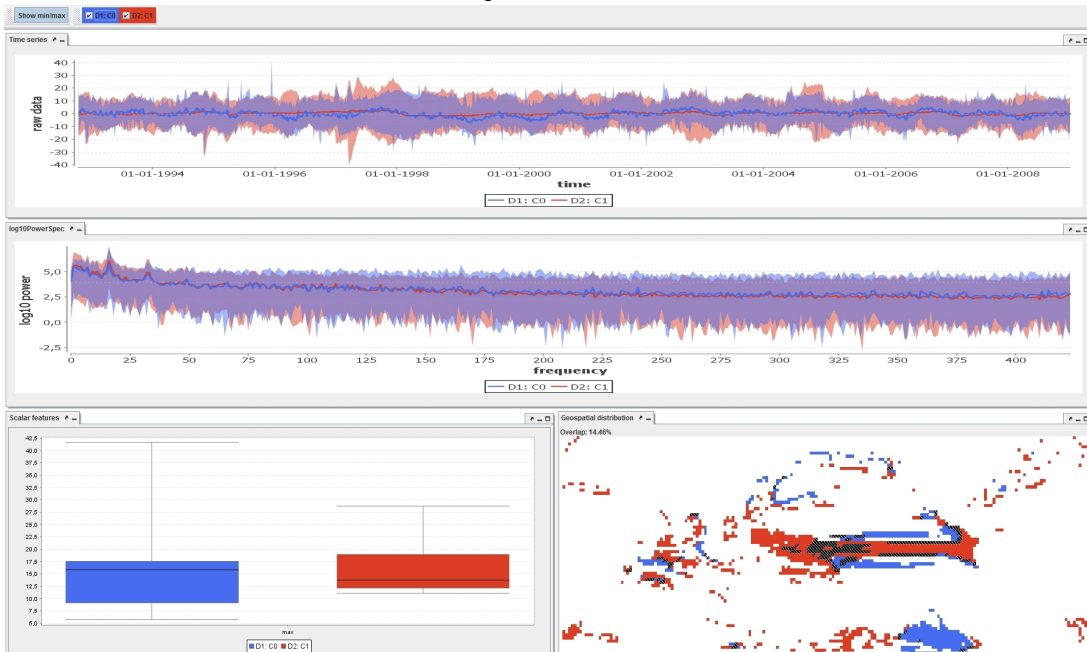 Show min/max D1: C0 D2: C1
Time series
40
30
20
10
0
-10
-20
-30
-40
raw data
01-01-1994 01-01-1996 01-01-1998 01-01-2000 01-01-2002 01-01-2004 01-01-2006 01-01-2008
time
D1: C0 D2: C1
log10PowerSpec
5,0
2,5
0,0
-2,5
log10 power
0 25 50 75 100 125 150 175 200 225 250 275 300 325 350 375 400
frequency
D1: C0 D2: C1
Scalar features
42,5
40,0
37,5
35,0
32,5
30,0
27,5
25,0
22,5
20,0
17,5
15,0
12,5
10,0
7,5
5,0
max
D1: C0 D2: C1
Geospatial distribution
Overlap: 14.46%